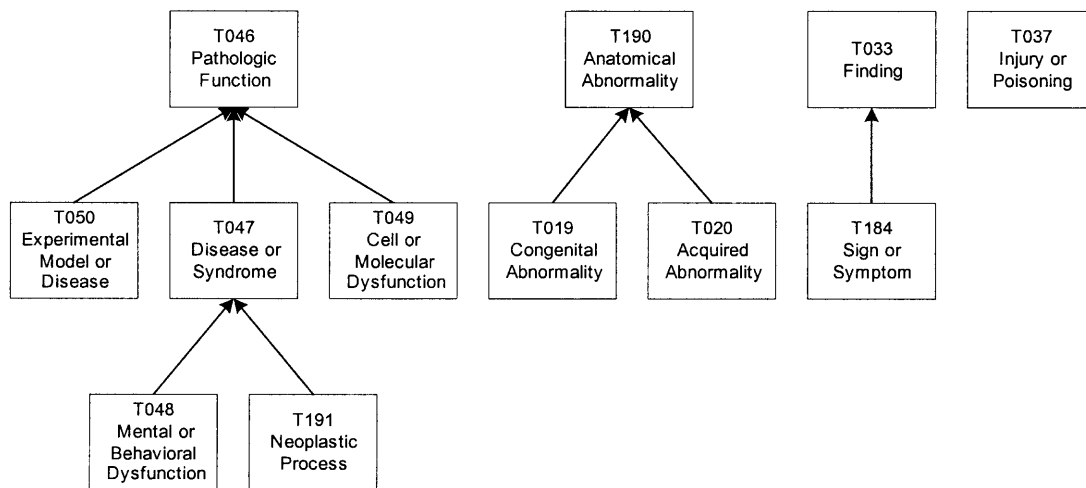 T046
Pathologic
Function
T190
Anatomical
Abnormality
T033
Finding
T037
Injury or
Poisoning
T050
Experimental
Model or
Disease
T047
Disease or
Syndrome
T049
Cell or
Molecular
Dysfunction
T019
Congenital
Abnormality
T020
Acquired
Abnormality
T184
Sign or
Symptom
T048
Mental or
Behavioral
Dysfunction
T191
Neoplastic
Process